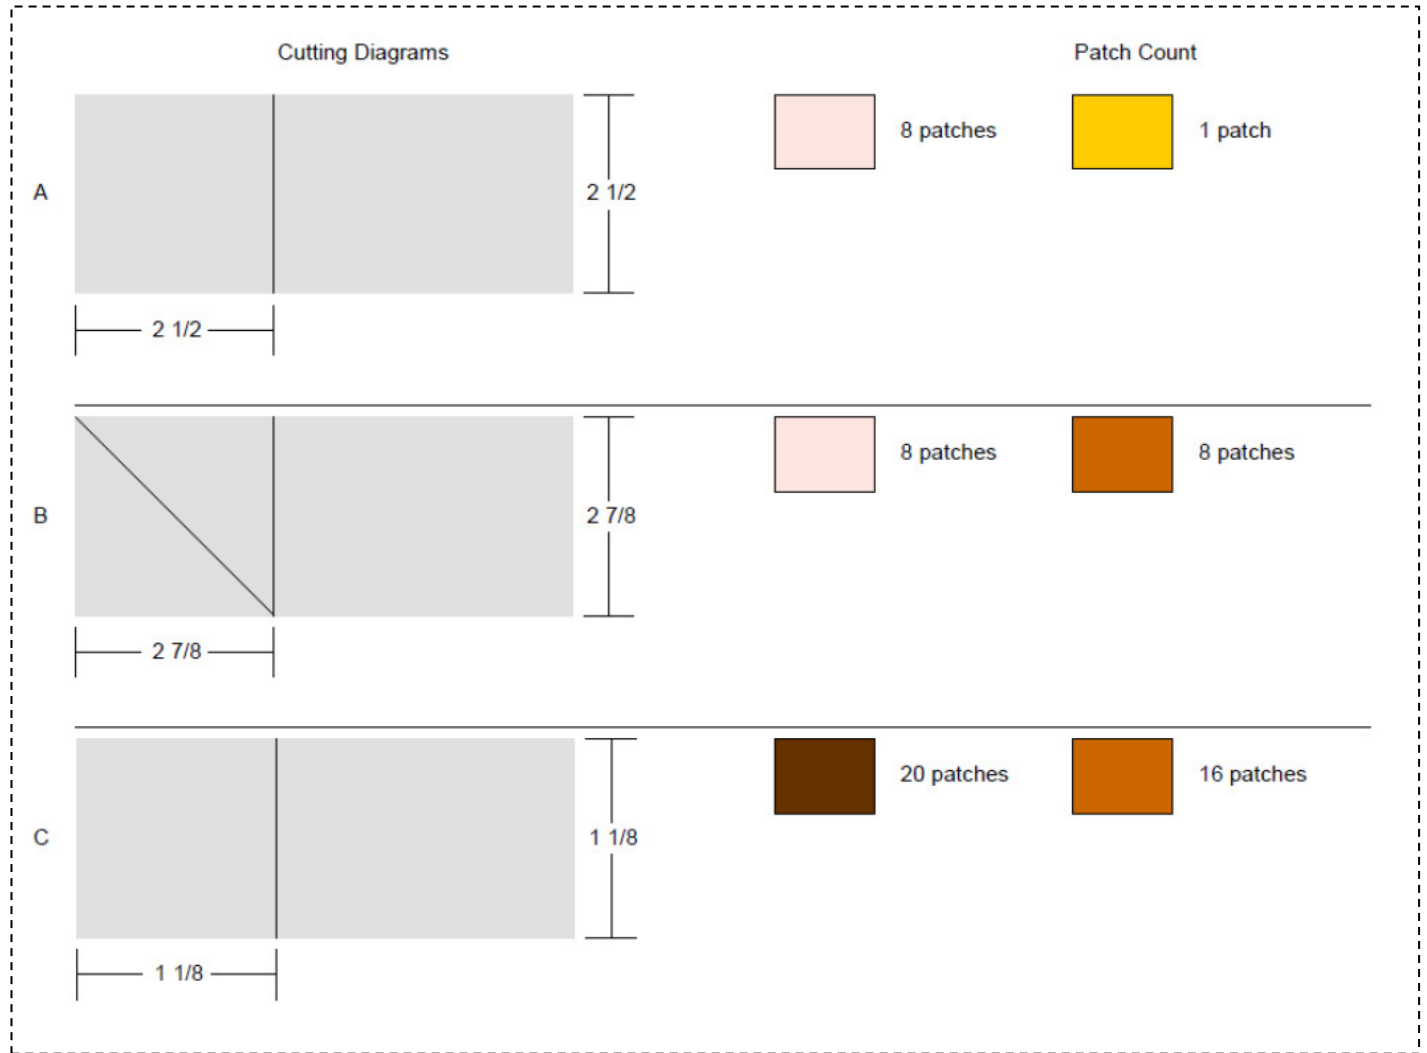 Cutting Diagrams
Patch Count
A
2 1/2
2 1/2
8 patches
1 patch
B
2 7/8
2 7/8
8 patches
8 patches
C
1 1/8
1 1/8
20 patches
16 patches